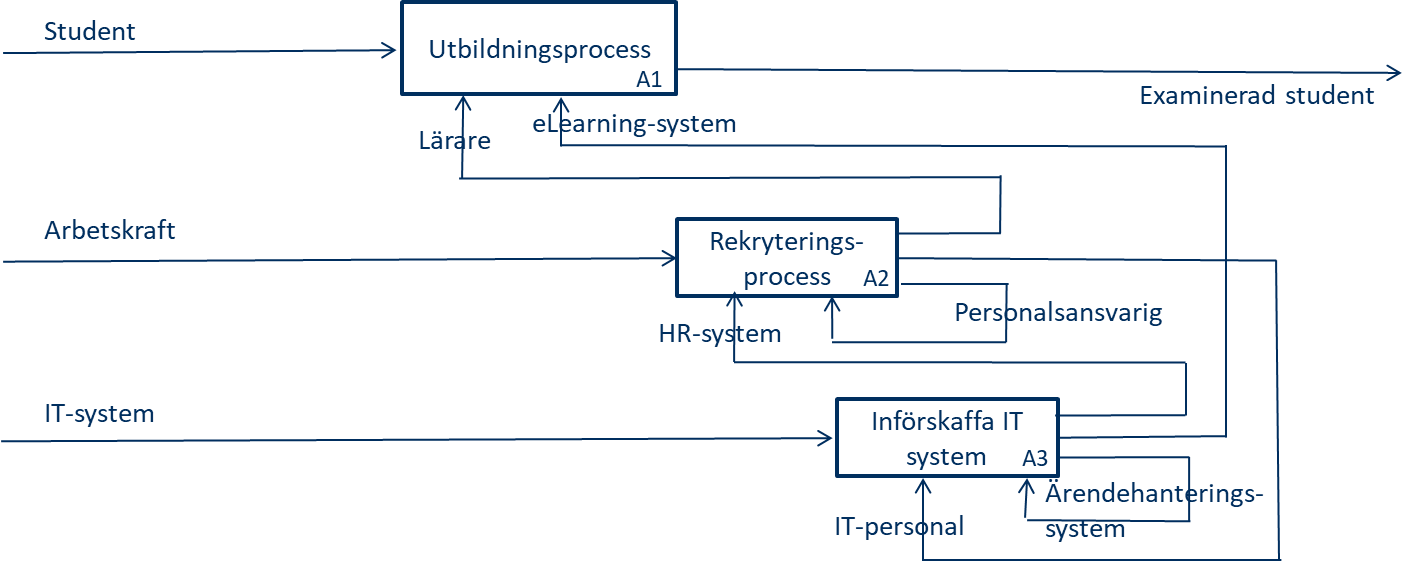 Student
Utbildningsprocess
A1
Examinerad student
eLearning-system
Lärare
Arbetskraft
Rekryterings-
process A2
Personalsansvarig
HR-system
IT-system
Införskaffa IT
system A3
Ärendehanterings-
system
IT-personal